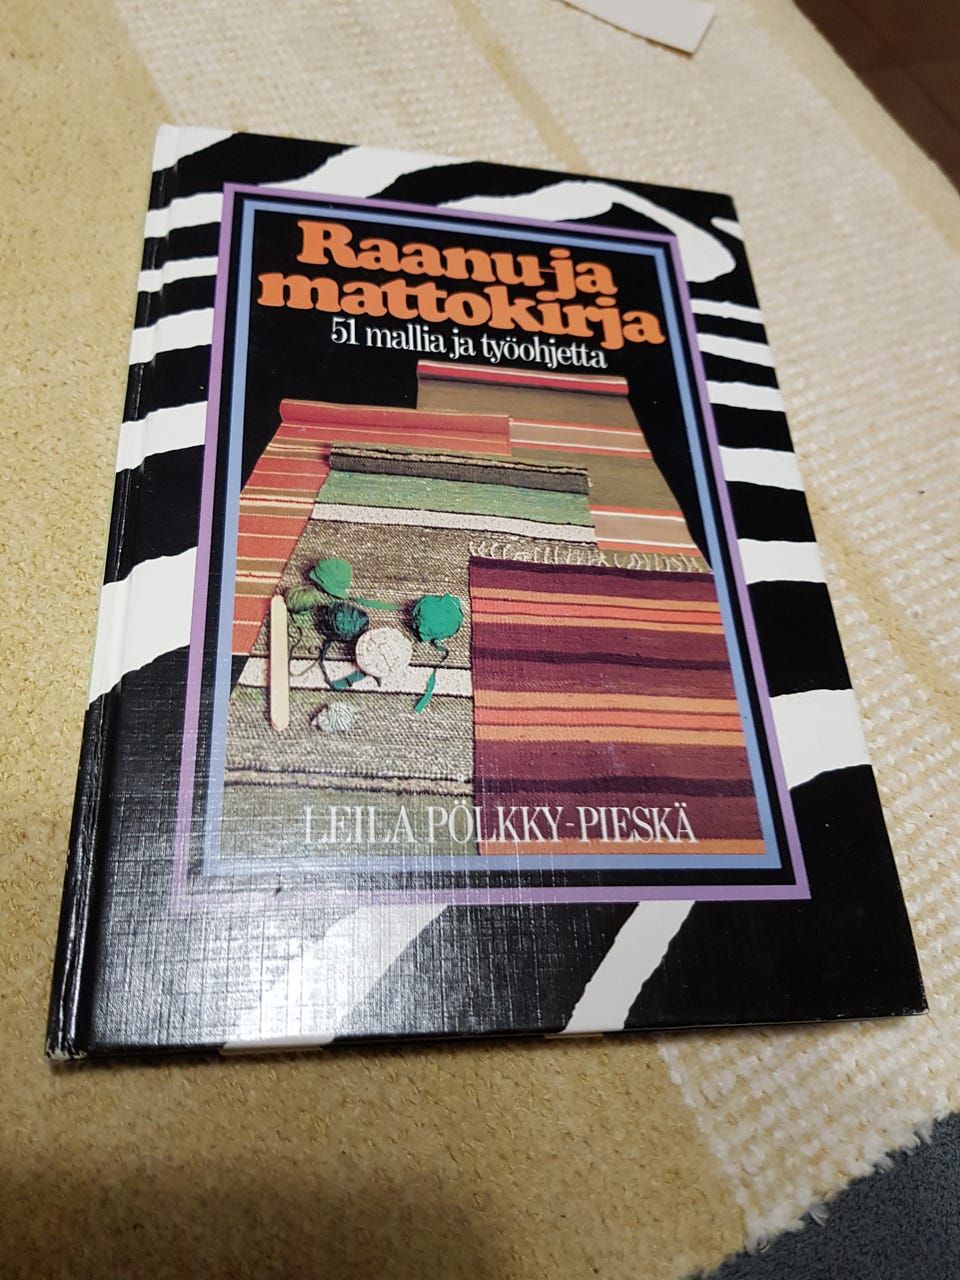 Raanu-ja
mattokirja
51 mallia ja työohjetta
LEILA PÖLKKY-PIESKÄ